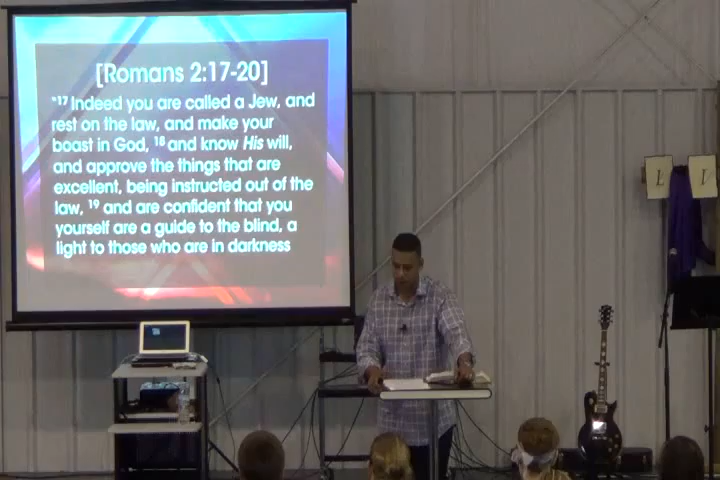 [Romans 2:17-20]
"17 Indeed you are called a Jew, and
rest on the law, and make your
boast in God, 18 and know His will,
and approve the things that are
excellent, being instructed out of the
law, 19 and are confident that you
yourself are a guide to the blind, a
light to those who are in darkness
L V